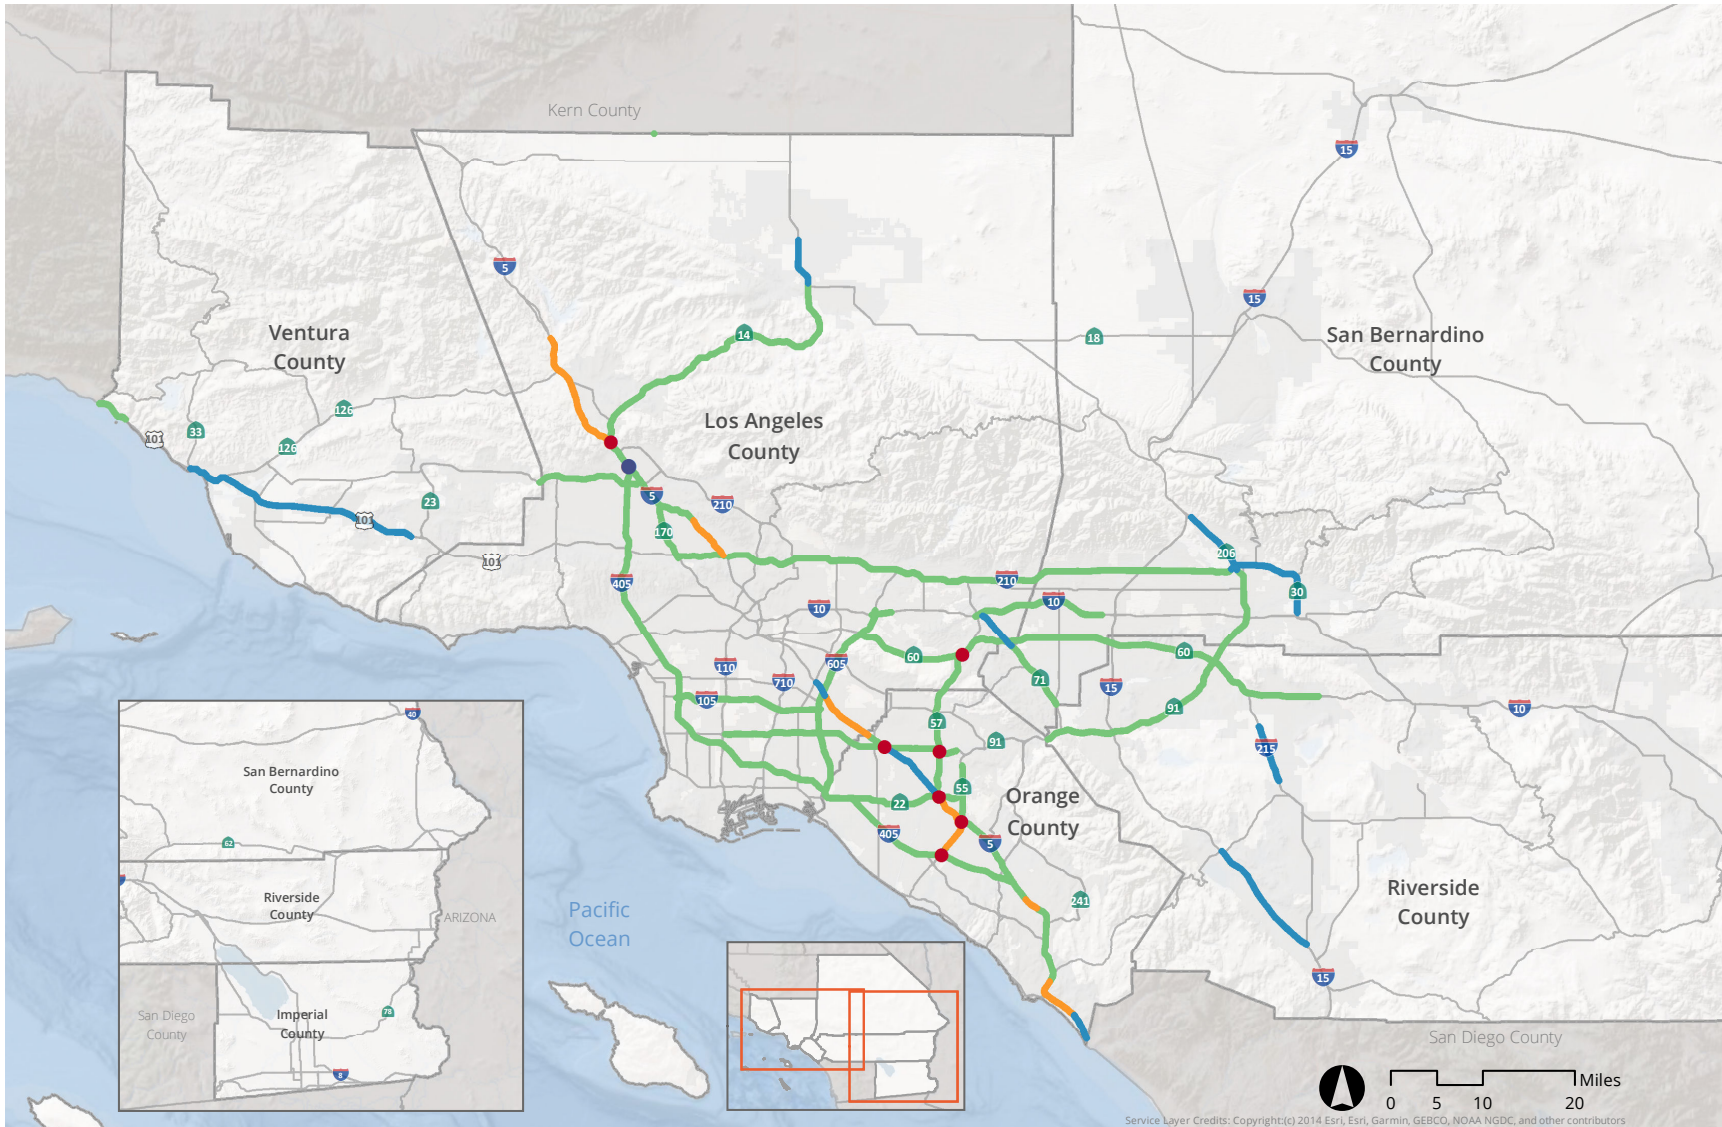 Kern County
15
5
15
Ventura
County
14
18
San Bernardino
County
126
33
101
126
Los Angeles
County
23
101
5
210
170
101
206
405
210
10
10
30
60
605
110
710
60
71
15
105
57
91
10
91
215
55
Orange
County
22
405
5
241
Riverside
County
15
Pacific
Ocean
40
San Bernardino
County
62
Riverside
County
ARIZONA
San Diego
County
Imperial
County
78
8
San Diego County
Miles
0 5 10 20
Service Layer Credits: Copyright:(c) 2014 Esri, Esri, Garmin, GEBCO, NOAA NGDC, and other contributors